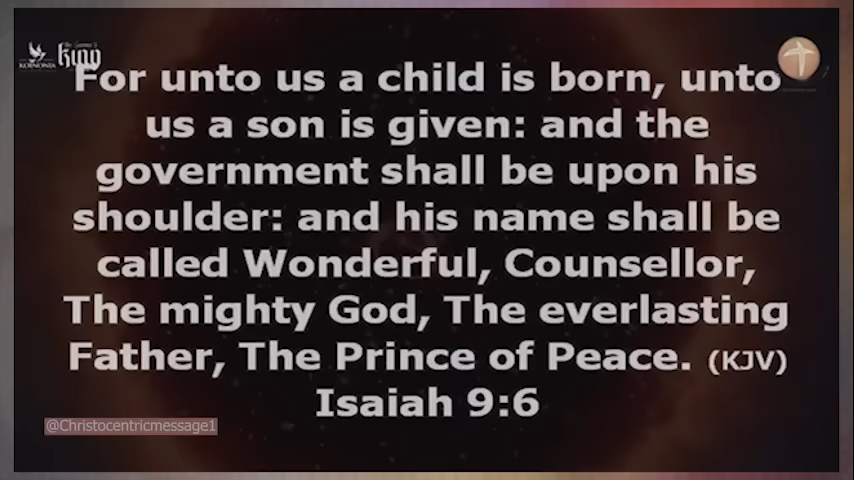 KOINONIA
King
For unto us a child is born, unto
us a son is given: and the
government shall be upon his
shoulder: and his name shall be
called Wonderful, Counsellor,
The mighty God, The everlasting
Father, The Prince of Peace. (KJV)
Isaiah 9:6
@Christocentricmessage1